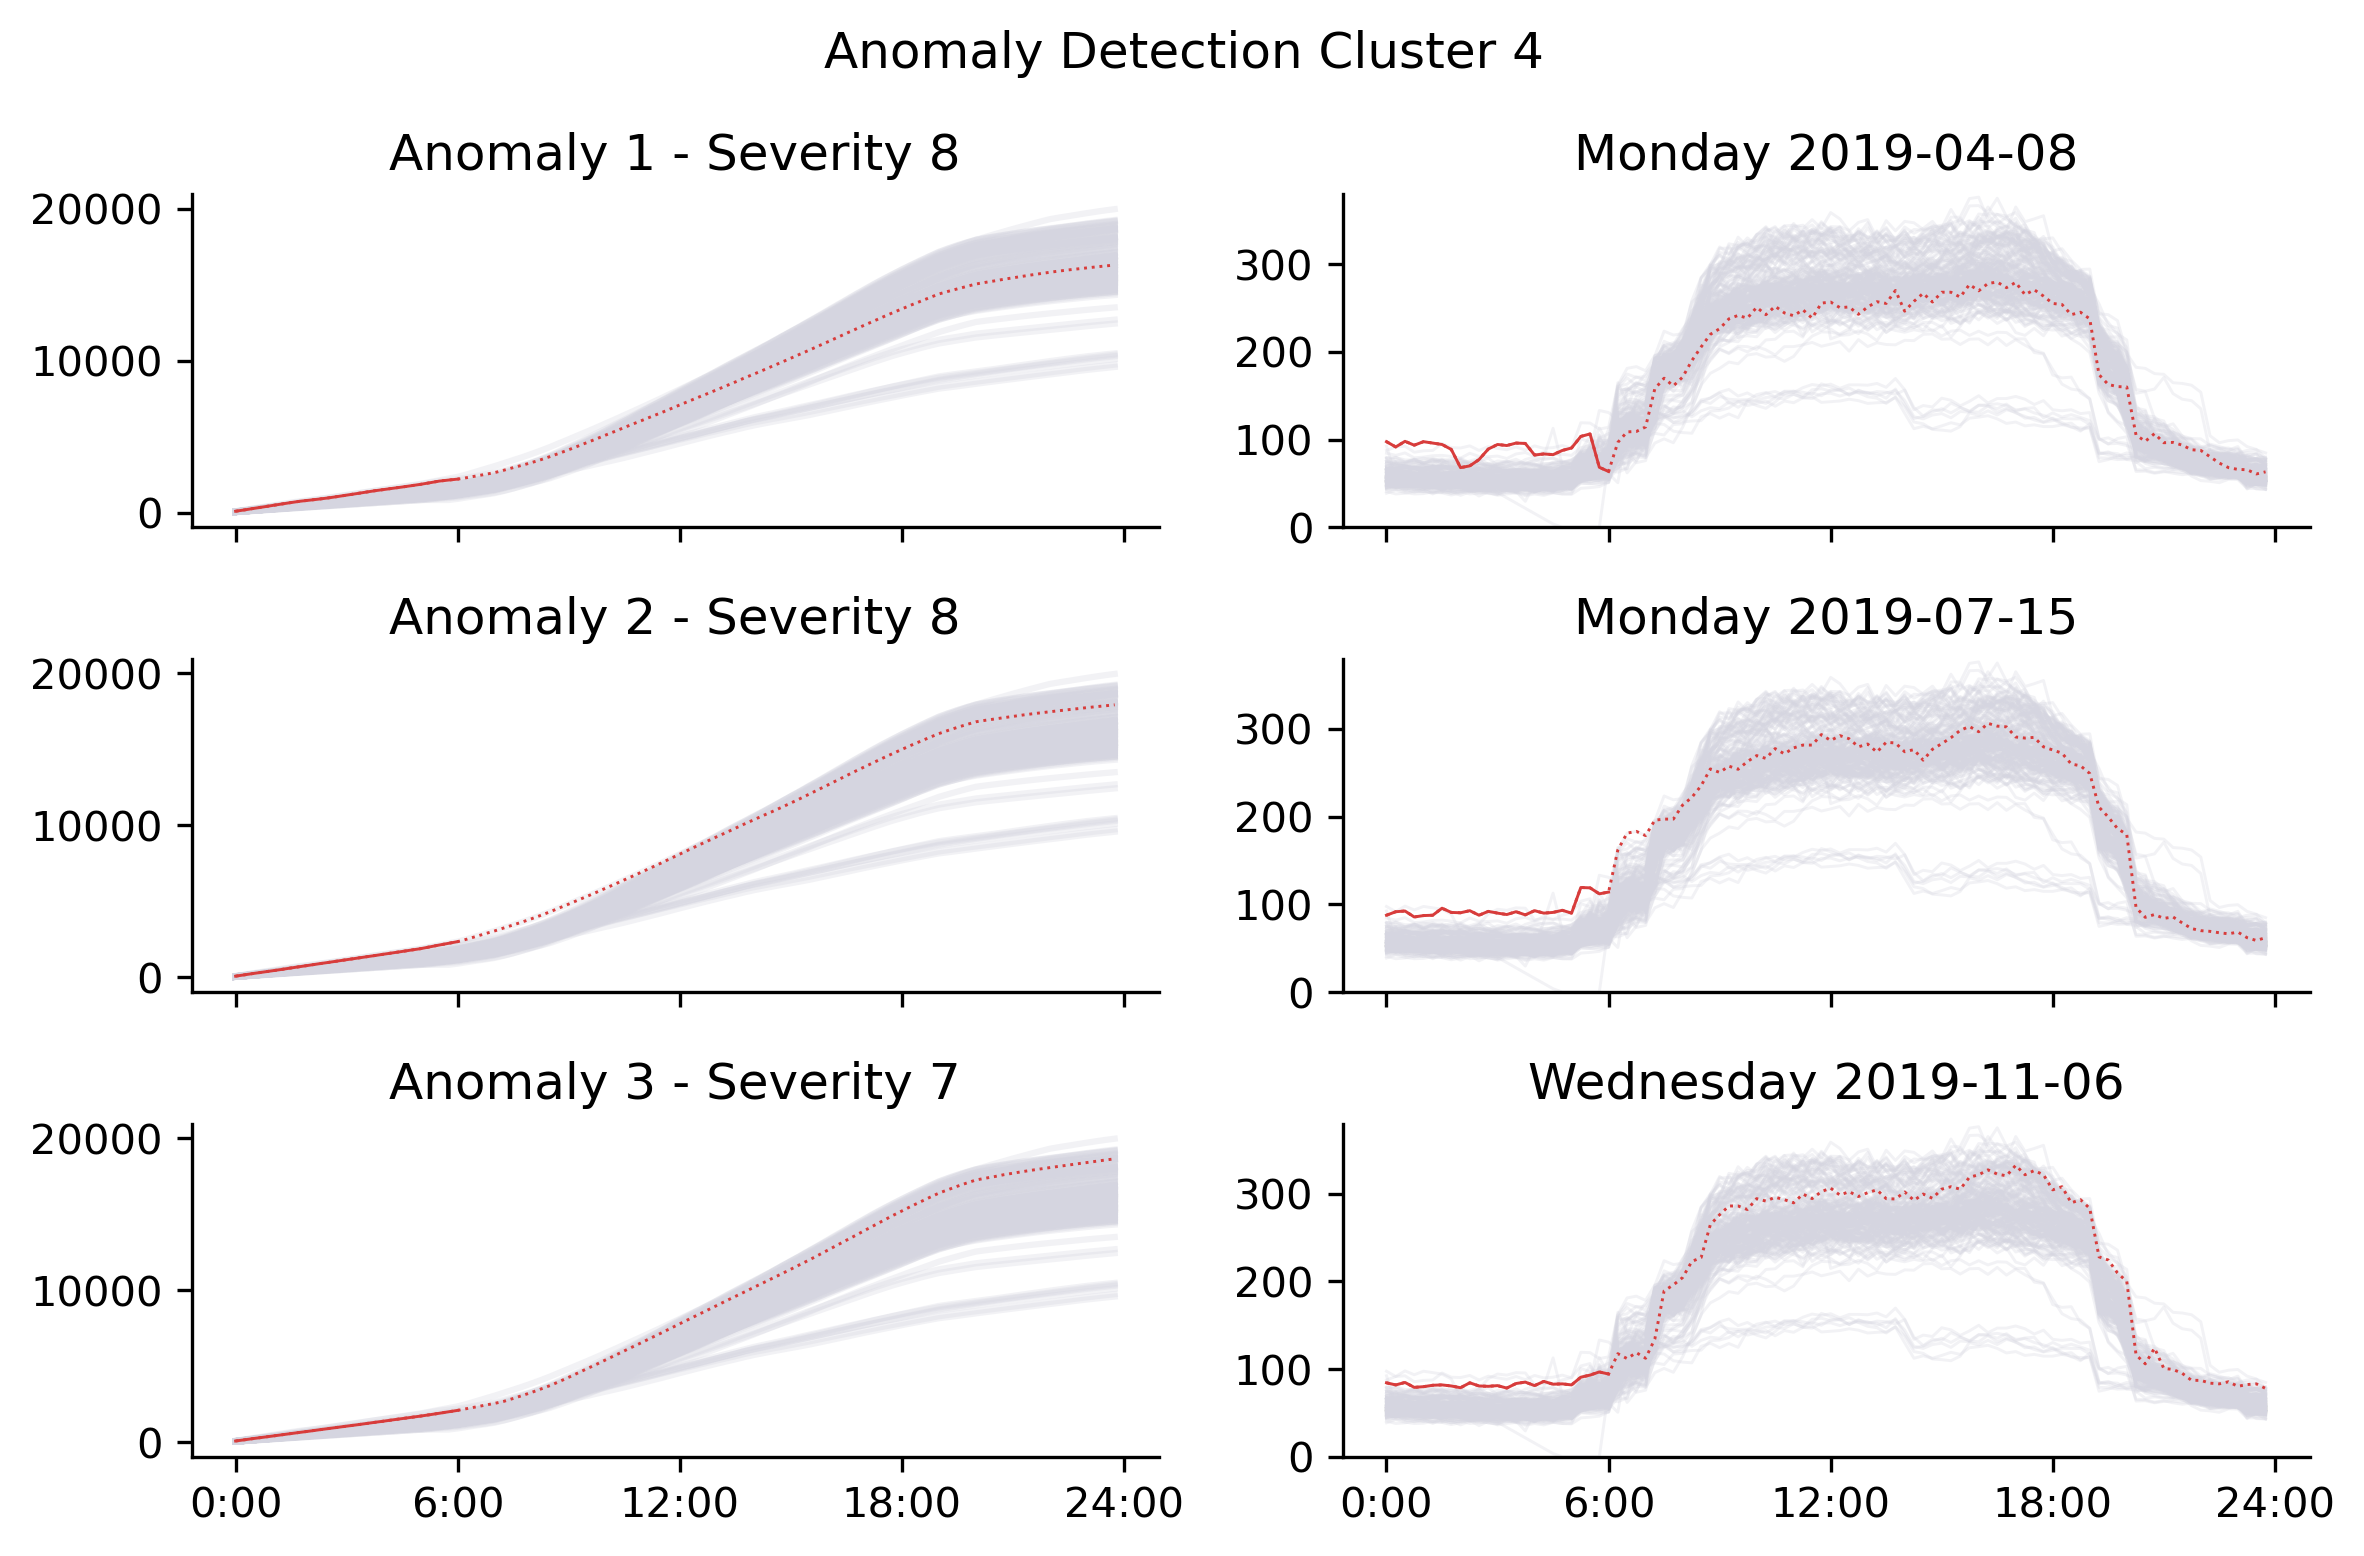 Anomaly Detection Cluster 4
Anomaly 1 - Severity 8
20000
10000
0
Monday 2019-04-08
300
200
100
0
Anomaly 2 - Severity 8
20000
10000
0
Monday 2019-07-15
300
200
100
0
Anomaly 3 - Severity 7
20000
10000
0
0:00 6:00 12:00 18:00 24:00
Wednesday 2019-11-06
300
200
100
0
0:00 6:00 12:00 18:00 24:00